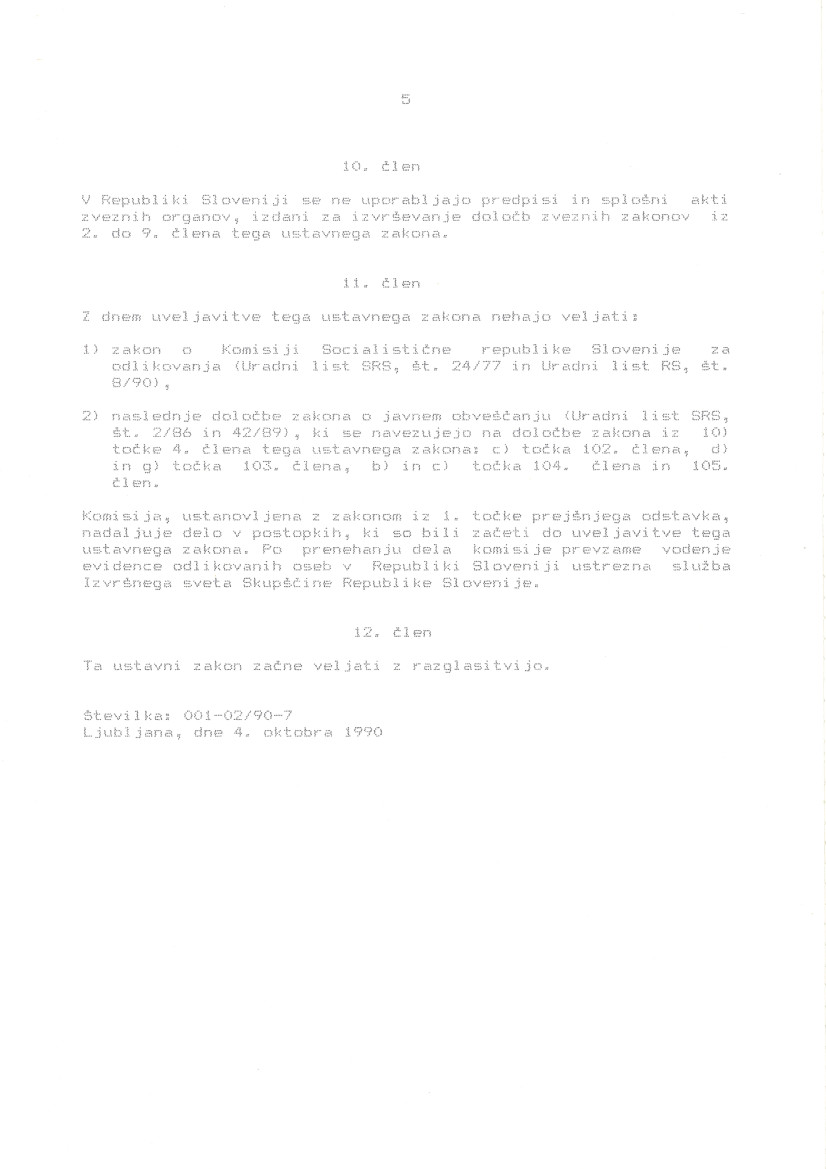 5
10. člen
V Republiki Sloveniji se ne uporabljajo predpisi in splošni akti
zveznih organov, izdani za izvrševanje določb zveznih zakonov iz
2. do 9. člena tega ustavnega zakona.
11. člen
Z dnem uveljavitve tega ustavnega zakona nehajo veljati:
1) zakon o Komisiji Socialistične republike Slovenije za
odlikovanja (Uradni list SRS, št. 24/77 in Uradni list RS, št.
8/90),
2) naslednje določbe zakona o javnem obveščanju (Uradni list SRS,
št. 2/86 in 42/89), ki se navezujejo na določbe zakona iz 10)
točke 4. člena tega ustavnega zakona: c) točka 102. člena, d)
in g) točka 103. člena, b) in c) točka 104. člena in 105.
člen.
Komisija, ustanovljena z zakonom iz 1. točke prejšnjega odstavka,
nadaljuje delo v postopkih, ki so bili začeti do uveljavitve tega
ustavnega zakona. Po prenehanju dela komisije prevzame vodenje
evidence odlikovanih oseb v Republiki Sloveniji ustrezna služba
Izvršnega sveta Skupščine Republike Slovenije.
12. člen
Ta ustavni zakon začne veljati z razglasitvijo.
Številka: 001-02/90-7
Ljubljana, dne 4. oktobra 1990